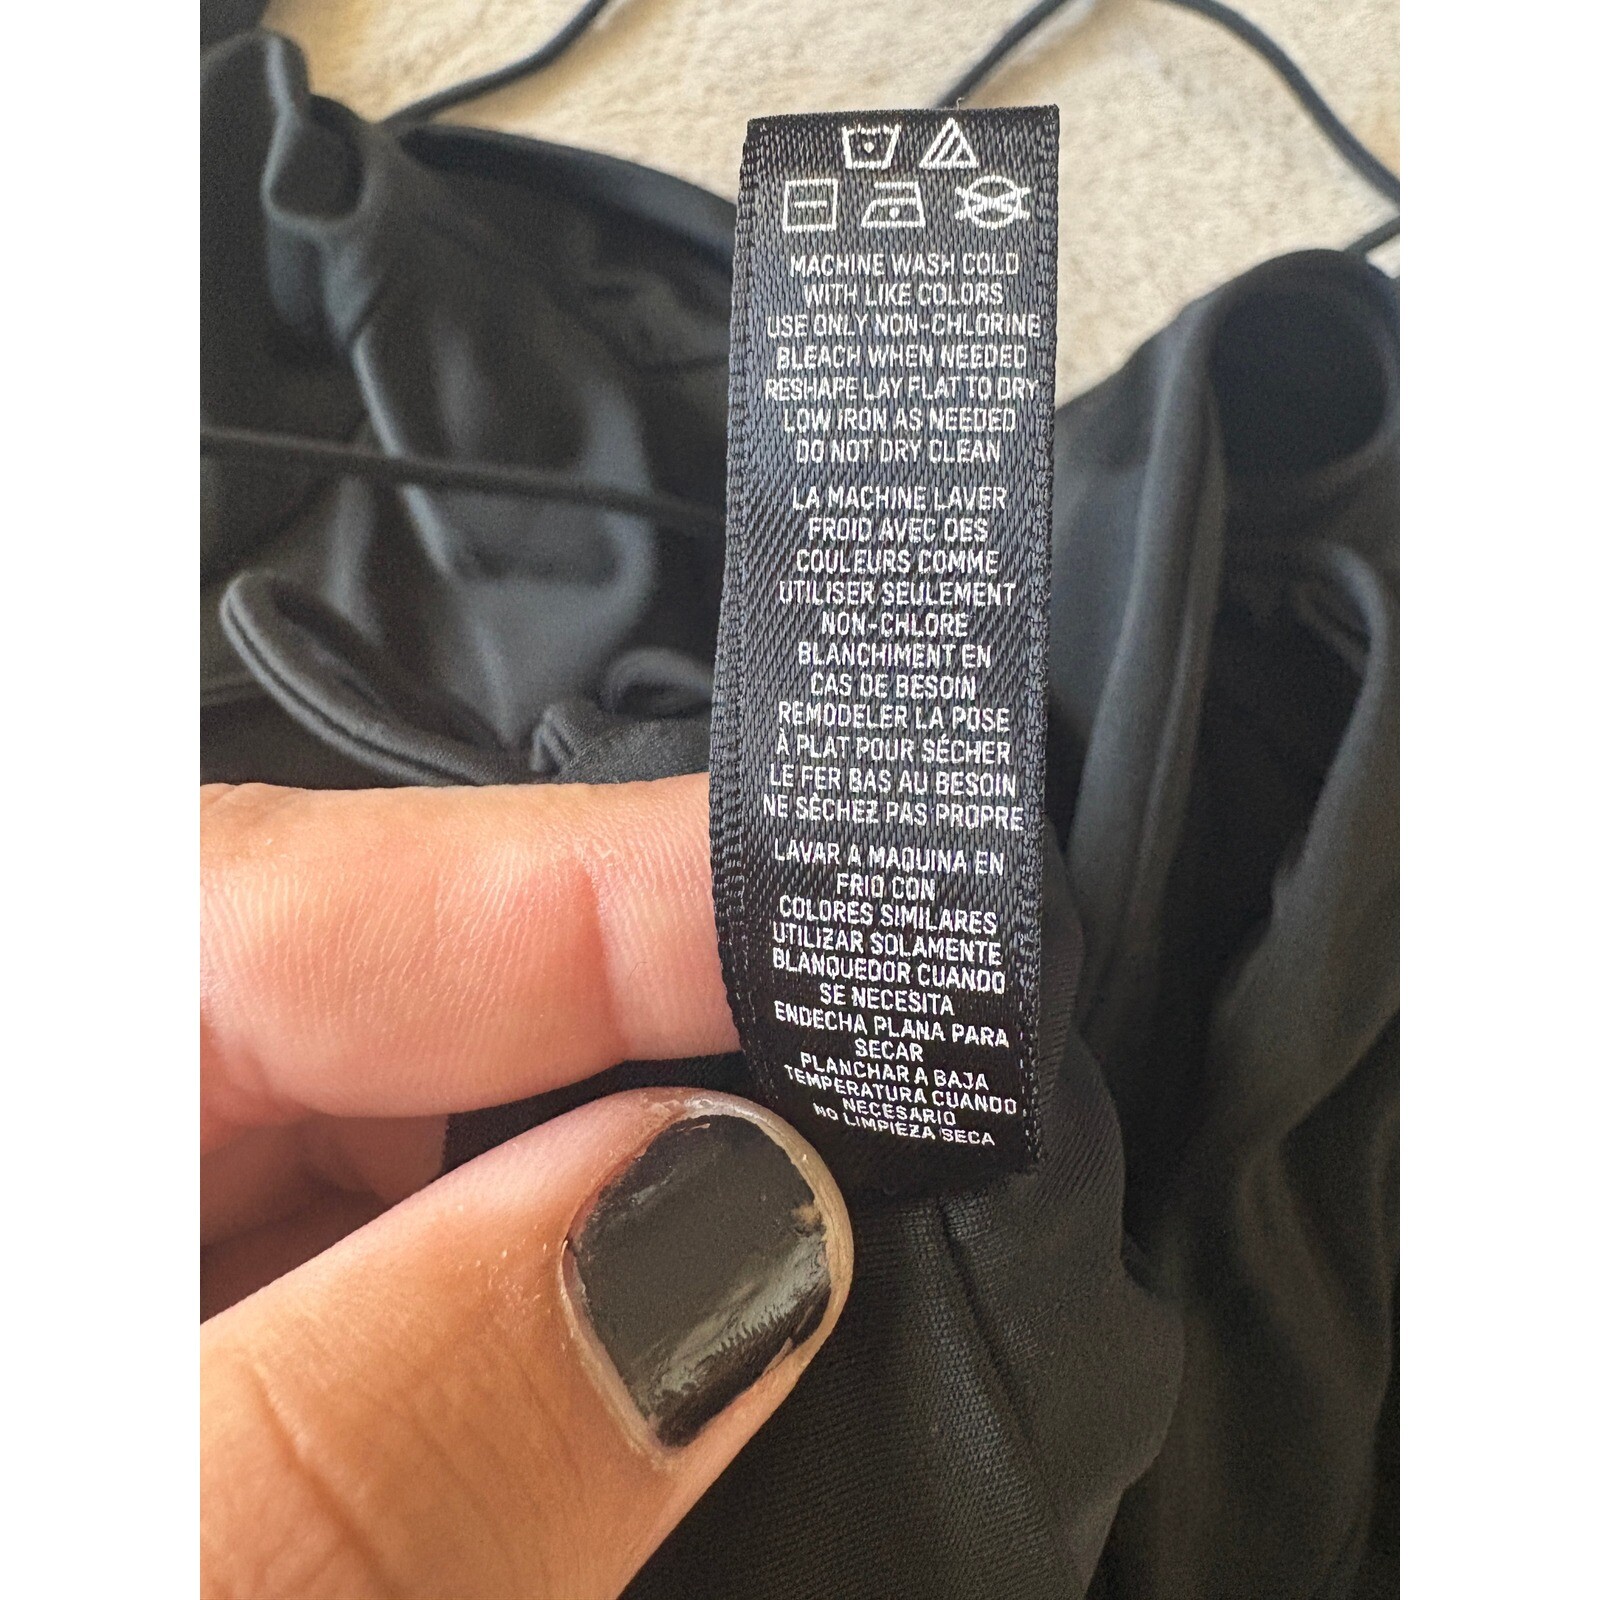 MACHINE WASH COLD
WITH LIKE COLORS
USE ONLY NON-CHLORINE
BLEACH WHEN NEEDED
RESHAPE LAY FLAT TO DRY
LOW IRON AS NEEDED
DO NOT DRY CLEAN
LA MACHINE LAVER
FROID AVEC DES
COULEURS COMME
UTILISER SEULEMENT
NON-CHLORE
BLANCHIMENT EN
CAS DE BESOIN
REMODELER LA POSE
À PLAT POUR SÉCHER
LE FER BAS AU BESOIN
NE SÈCHEZ PAS PROPRE
LAVAR A MAQUINA EN
FRIO CON
COLORES SIMILARES
UTILIZAR SOLAMENTE
BLANQUEDOR CUANDO
SE NECESITA
ENDECHA PLANA PARA
SECAR
PLANCHAR A BAJA
TEMPERATURA CUANDO
NECESARIO
NO LIMPIEZA SECA